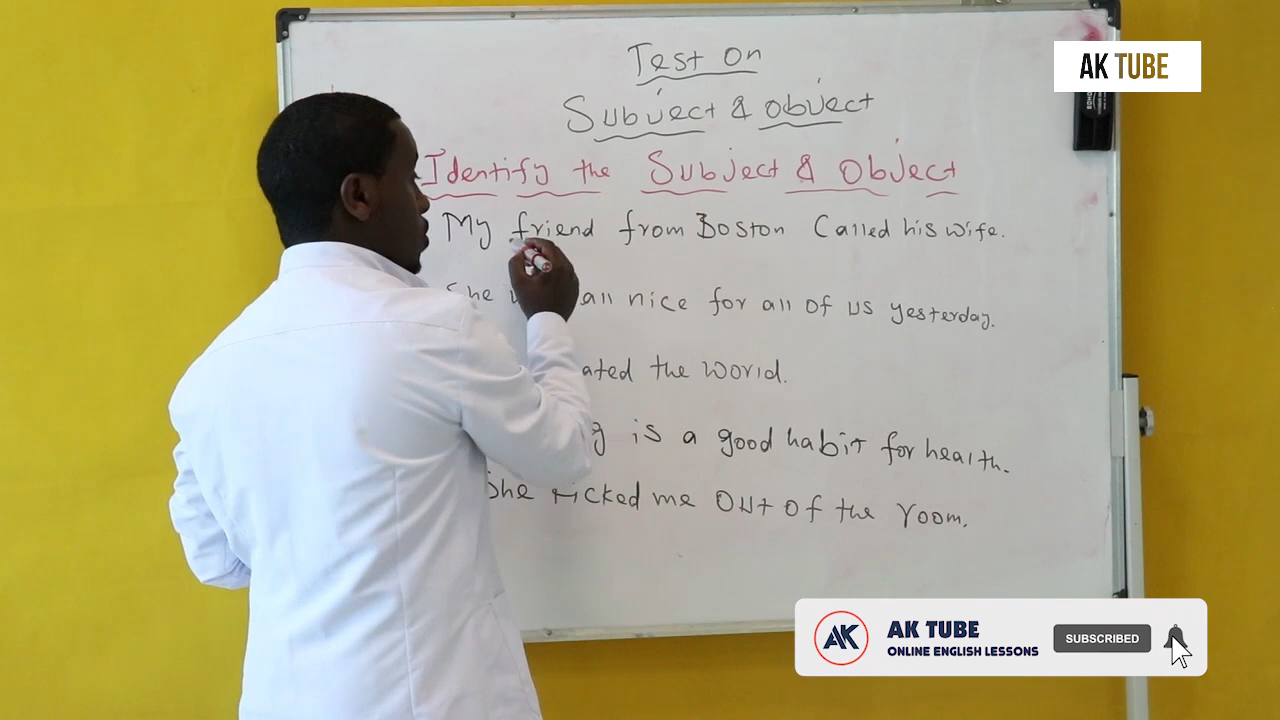 Test on
AK TUBE
Subject & Object
Identify the Subject & Object
My friend from Boston Called his wife.
She all nice for all of us yesterday.
ated the world.
g is a good habit for health.
She kicked me out of the room.
AK TUBE
ONLINE ENGLISH LESSONS
SUBSCRIBED
AK